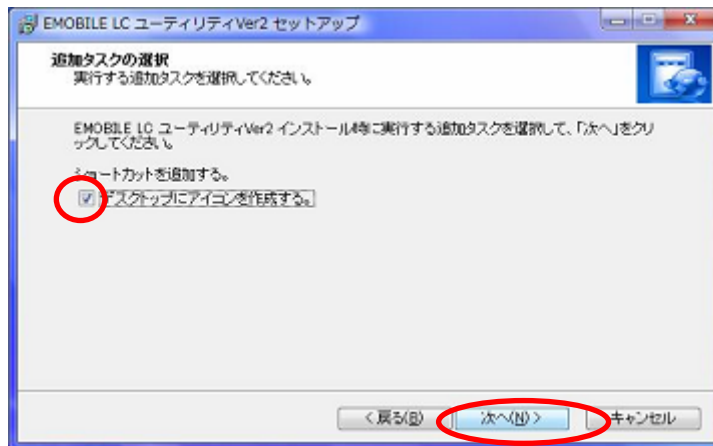 EMOBILE LC ユーティリティVer2 セットアップ
追加タスクの選択
実行する追加タスクを選択してください。
EMOBILE LC ユーティリティVer2 インストール時に実行する追加タスクを選択して、「次へ」をクリ
ックしてください。
ショートカットを追加する。
デスクトップにアイコンを作成する。
< 戻る(B)
次へ(N) >
キャンセル